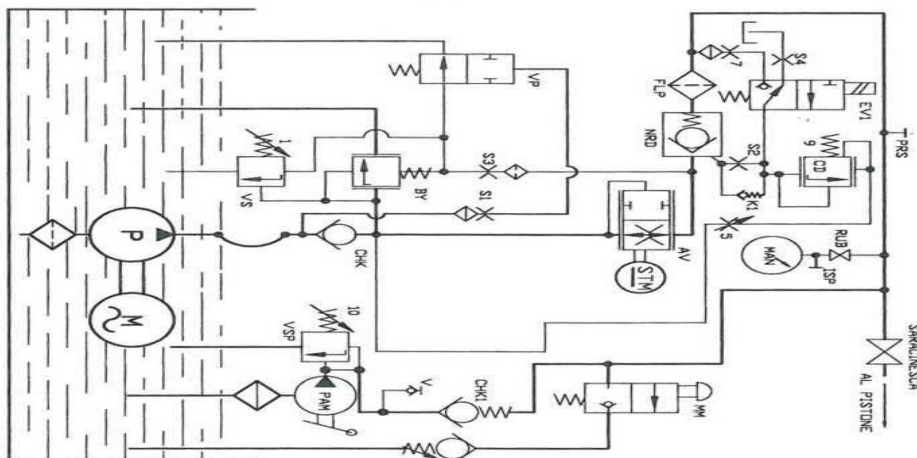 VP
7
S4
EV1
FLP
PRS
NRD
S2
9
CD
1
S3
BY
VS
S1
K1
5
AV
RUB
MAN
ISP
P
CHK
STM
SARACINESCA
AL PISTONE
M
10
VSP
PAM
V
CHK1
MM